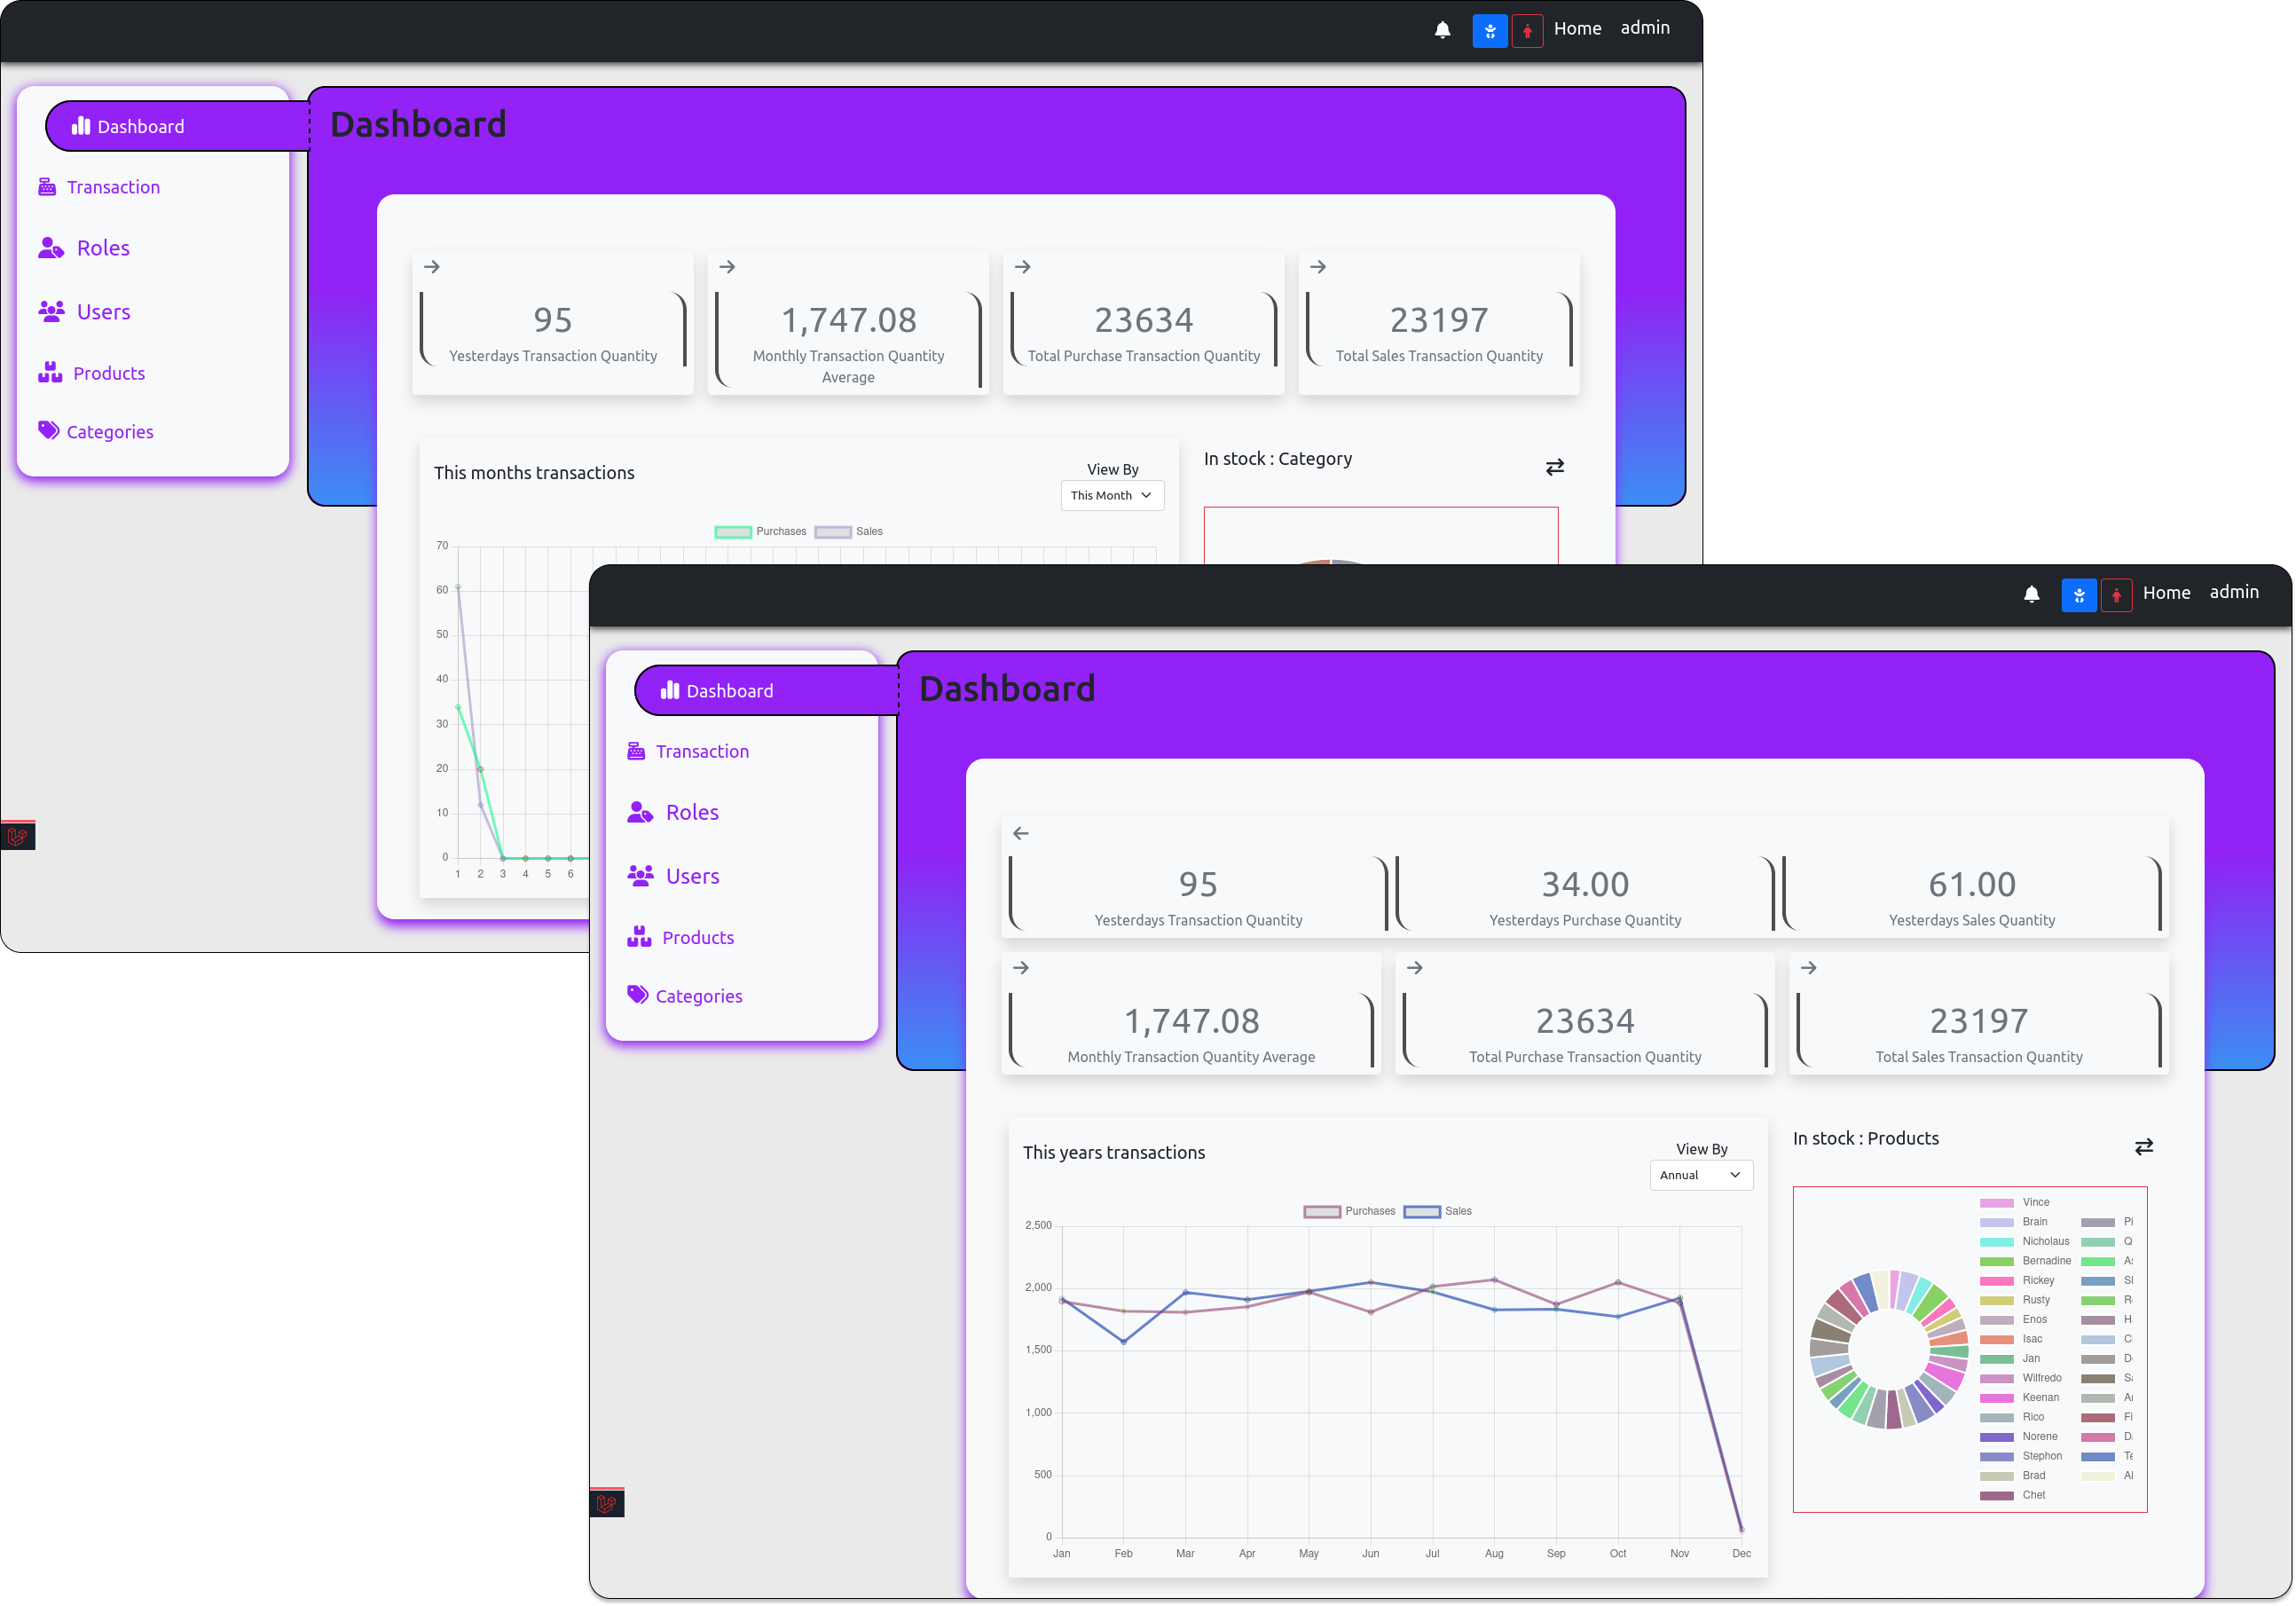 Home admin
Dashboard
Transaction
Roles
Users
Products
Categories
Dashboard
95
Yesterdays Transaction Quantity
1,747.08
Monthly Transaction Quantity
Average
23634
Total Purchase Transaction Quantity
23197
Total Sales Transaction Quantity
This months transactions
View By
This Month
Purchases Sales
70
60
50
40
30
20
10
0
1 2 3 4 5 6
In stock : Category
Home admin
Dashboard
Transaction
Roles
Users
Products
Categories
Dashboard
95
Yesterdays Transaction Quantity
34.00
Yesterdays Purchase Quantity
61.00
Yesterdays Sales Quantity
1,747.08
Monthly Transaction Quantity Average
23634
Total Purchase Transaction Quantity
23197
Total Sales Transaction Quantity
This years transactions
View By
Annual
Purchases Sales
2,500
2,000
1,500
1,000
500
0
Jan Feb Mar Apr May Jun Jul Aug Sep Oct Nov Dec
In stock : Products
Vince
Brain
Nicholaus
Bernadine
Rickey
Rusty
Enos
Isac
Jan
Wilfredo
Keenan
Rico
Norene
Stephon
Brad
Chet